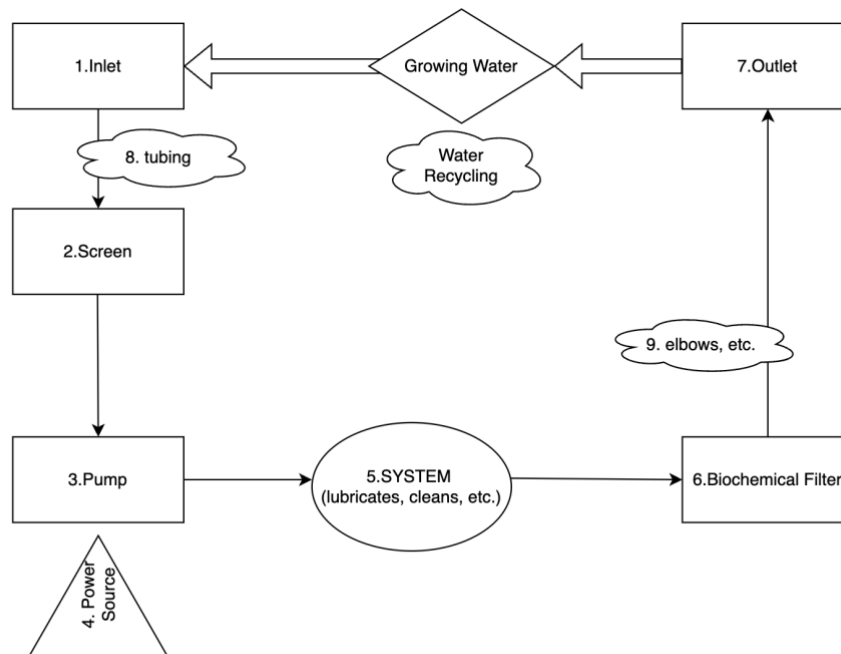 1.Inlet
Growing Water
7.Outlet
8. tubing
Water
Recycling
2.Screen
9. elbows, etc.
3.Pump
5.SYSTEM
(lubricates, cleans, etc.)
6.Biochemical Filter
4. Power
Source